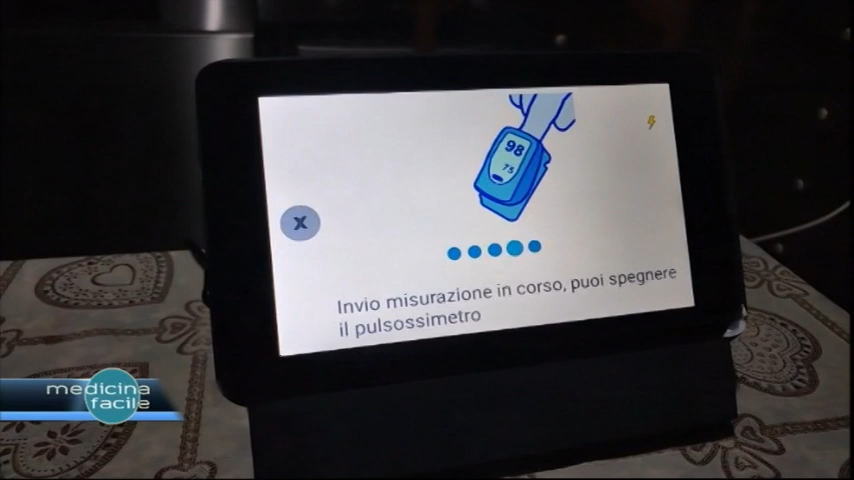 98
75
X
Invio misurazione in corso, puoi spegnere
il pulsossimetro
medicina
facile